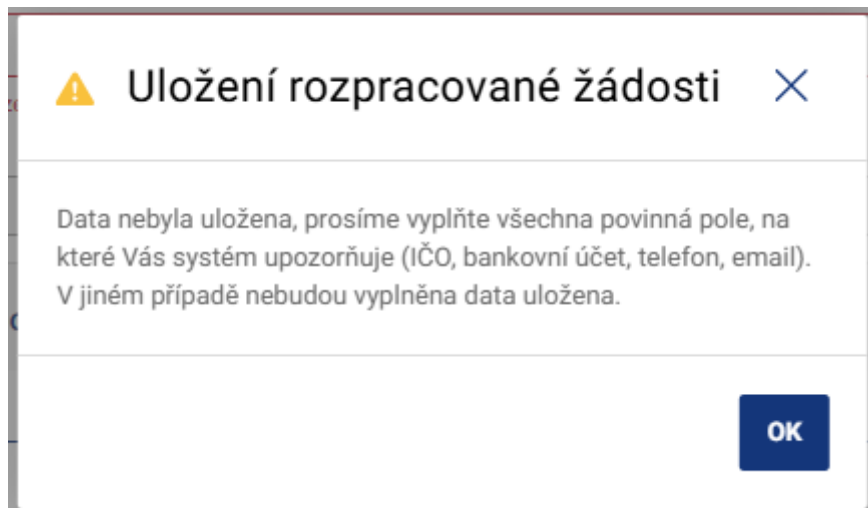 Uložení rozpracované žádosti
Data nebyla uložena, prosíme vyplňte všechna povinná pole, na
které Vás systém upozorňuje (IČO, bankovní účet, telefon, email).
V jiném případě nebudou vyplněna data uložena.
OK